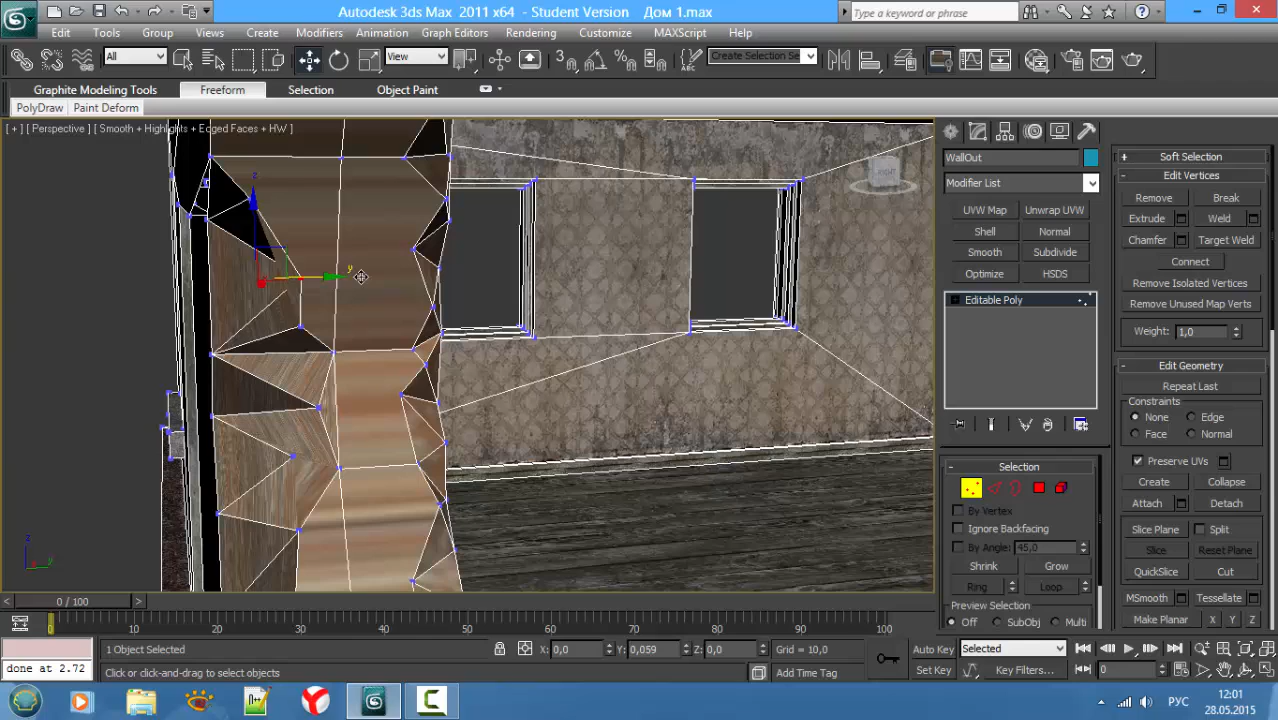 Autodesk 3ds Max 2011 x64 - Student Version Дом 1.max
Type a keyword or phrase
Edit Tools Group Views Create Modifiers Animation Graph Editors Rendering Customize MAXScript Help
All View Create Selection Se
Graphite Modeling Tools Freeform Selection Object Paint
PolyDraw Paint Deform
[ + ] [ Perspective ] [ Smooth + Highlights + Edged Faces + HW ]
z
y
z
y
WallOut
Modifier List
UVW Map Unwrap UVW
Shell Normal
Smooth Subdivide
Optimize HSDS
Editable Poly
Selection
By Vertex
Ignore Backfacing
By Angle: 45,0
Shrink Grow
Ring Loop
Preview Selection
Off SubObj Multi
+ Soft Selection
- Edit Vertices
Remove Break
Extrude Weld
Chamfer Target Weld
Connect
Remove Isolated Vertices
Remove Unused Map Verts
Weight: 1,0
- Edit Geometry
Repeat Last
Constraints
None Edge
Face Normal
Preserve UVs
Create Collapse
Attach Detach
Slice Plane Split
Slice Reset Plane
QuickSlice Cut
MSmooth Tessellate
Make Planar X Y Z
< 0 / 100 >
0 10 20 30 40 50 60 70 80 90 100
1 Object Selected X: 0,0 Y: 0,059 Z: 0,0 Grid = 10,0 Auto Key Selected
done at 2.72 Click or click-and-drag to select objects Add Time Tag Set Key Key Filters... 0
РУС
12:01
28.05.2015